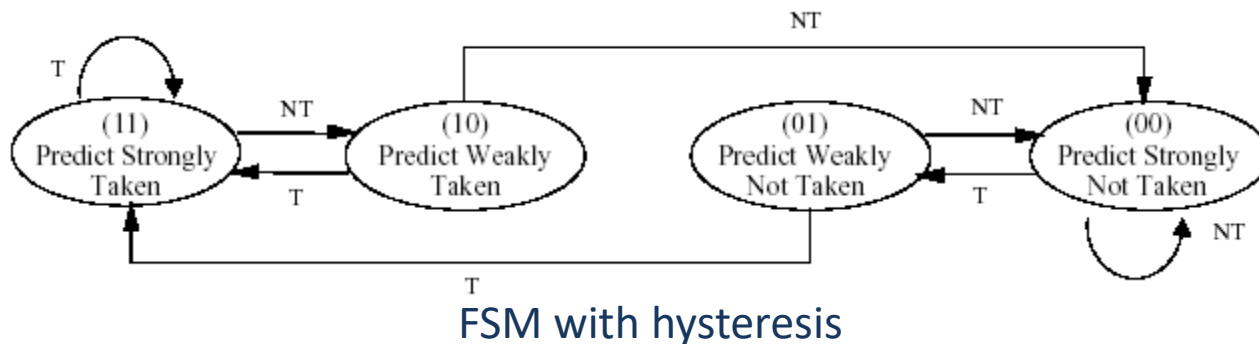 NT
T
(11)
Predict Strongly
Taken
NT
T
(10)
Predict Weakly
Taken
(01)
Predict Weakly
Not Taken
NT
T
(00)
Predict Strongly
Not Taken
NT
T
FSM with hysteresis